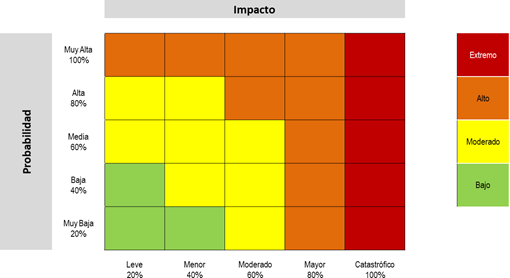 Impacto
Probabilidad
Muy Alta
100%
Alta
80%
Media
60%
Baja
40%
Muy Baja
20%
Leve
20%
Menor
40%
Moderado
60%
Mayor
80%
Catastrófico
100%
Extremo
Alto
Moderado
Bajo